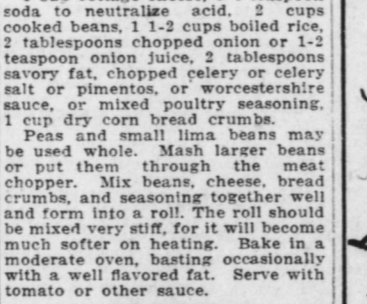 soda to neutralize acid, 2 cups
cooked beans, 1 1-2 cups boiled rice,
2 tablespoons chopped onion or 1-2
teaspoon onion juice, 2 tablespoons
savory fat, chopped celery or celery
salt or pimentos, or worcestershire
sauce, or mixed poultry seasoning,
1 cup dry corn bread crumbs.
Peas and small lima beans may
be used whole. Mash larger beans
or put them through the meat
chopper. Mix beans, cheese, bread
crumbs, and seasoning together well
and form into a roll. The roll should
be mixed very stiff, for it will become
much softer on heating. Bake in a
moderate oven, basting occasionally
with a well flavored fat. Serve with
tomato or other sauce.